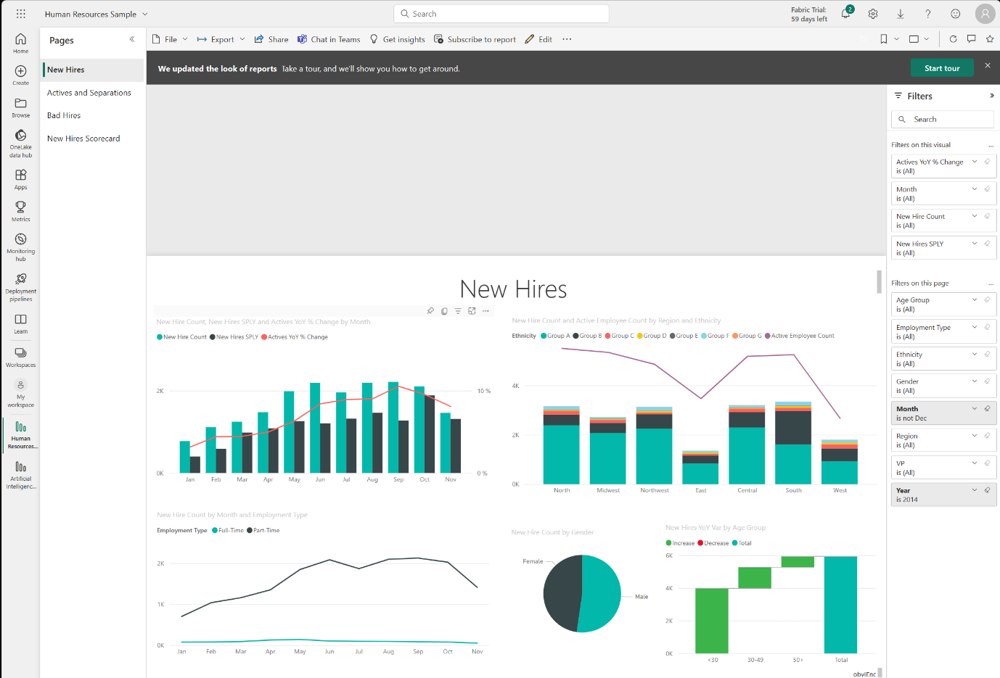 Human Resources Sample
Search
Fabric Trial:
59 days left
2
Home
Create
Browse
OneLake
data hub
Apps
Metrics
Monitoring
hub
Deployment
pipelines
Learn
Workspaces
My
workspace
Human
Resources...
Artificial
Intelligenc...
Pages
New Hires
Actives and Separations
Bad Hires
New Hires Scorecard
File
Export
Share
Chat in Teams
Get insights
Subscribe to report
Edit
We updated the look of reports Take a tour, and we'll show you how to get around.
Start tour
New Hires
New Hire Count, New Hires SPLY and Actives YoY % Change by Month
New Hire Count New Hires SPLY Actives YoY % Change
2K
10 %
0K
0 %
Jan Feb Mar Apr May Jun Jul Aug Sep Oct Nov
New Hire Count and Active Employee Count by Region and Ethnicity
Ethnicity Group A Group B Group C Group D Group E Group F Group G Active Employee Count
4K
2K
0K
North Midwest Northwest East Central South West
New Hire Count by Month and Employment Type
Employment Type Full-Time Part-Time
2K
1K
0K
Jan Feb Mar Apr May Jun Jul Aug Sep Oct Nov
New Hire Count by Gender
Female
Male
New Hires YoY Var by Age Group
Increase Decrease Total
6K
4K
2K
0K
<30 30-49 50+ Total
obviEnc
Filters
Search
Filters on this visual
Actives YoY % Change
is (All)
Month
is (All)
New Hire Count
is (All)
New Hires SPLY
is (All)
Filters on this page
Age Group
is (All)
Employment Type
is (All)
Ethnicity
is (All)
Gender
is (All)
Month
is not Dec
Region
is (All)
VP
is (All)
Year
is 2014